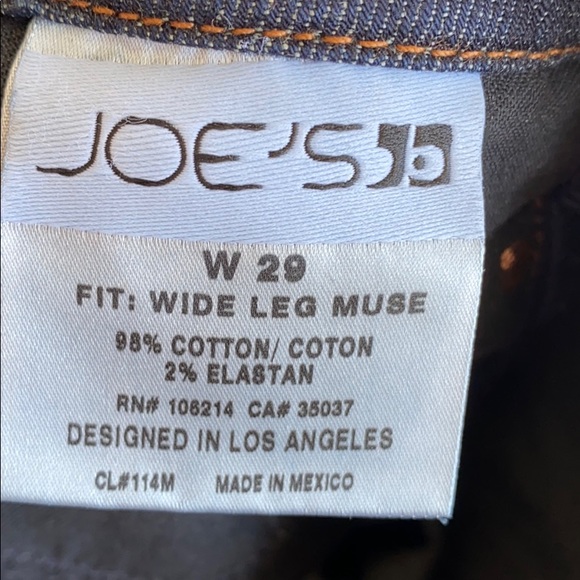 JOE'S
W 29
FIT: WIDE LEG MUSE
98% COTTON/ COTON
2% ELASTAN
RN# 106214 CA# 35037
DESIGNED IN LOS ANGELES
CL#114M MADE IN MEXICO